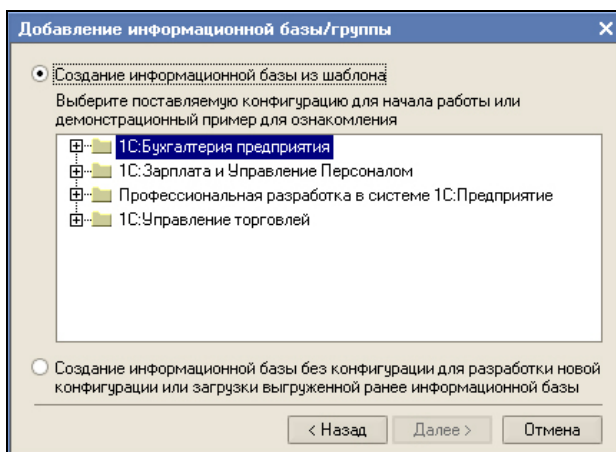 Добавление информационной базы/группы
Создание информационной базы из шаблона
Выберите поставляемую конфигурацию для начала работы или
демонстрационный пример для ознакомления
1С:Бухгалтерия предприятия
1С:Зарплата и Управление Персоналом
Профессиональная разработка в системе 1С:Предприятие
1С:Управление торговлей
Создание информационной базы без конфигурации для разработки новой
конфигурации или загрузки выгруженной ранее информационной базы
< Назад Далее > Отмена